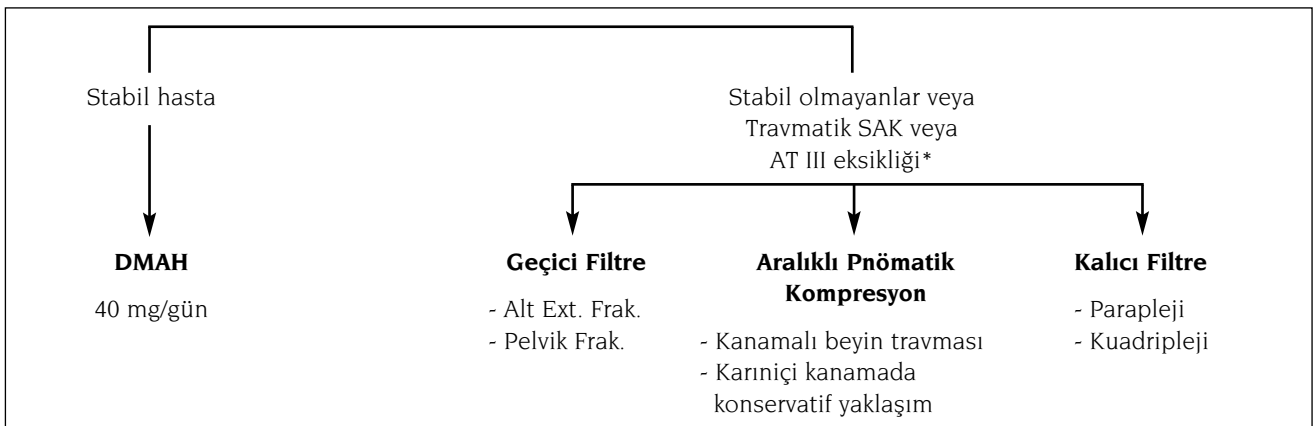 Stabil hasta
Stabil olmayanlar veya
Travmatik SAK veya
AT III eksikliği*
DMAH
40 mg/gün
Geçici Filtre
- Alt Ext. Frak.
- Pelvik Frak.
Aralıklı Pnömatik
Kompresyon
- Kanamalı beyin travması
- Karıniçi kanamada
konservatif yaklaşım
Kalıcı Filtre
- Parapleji
- Kuadripleji